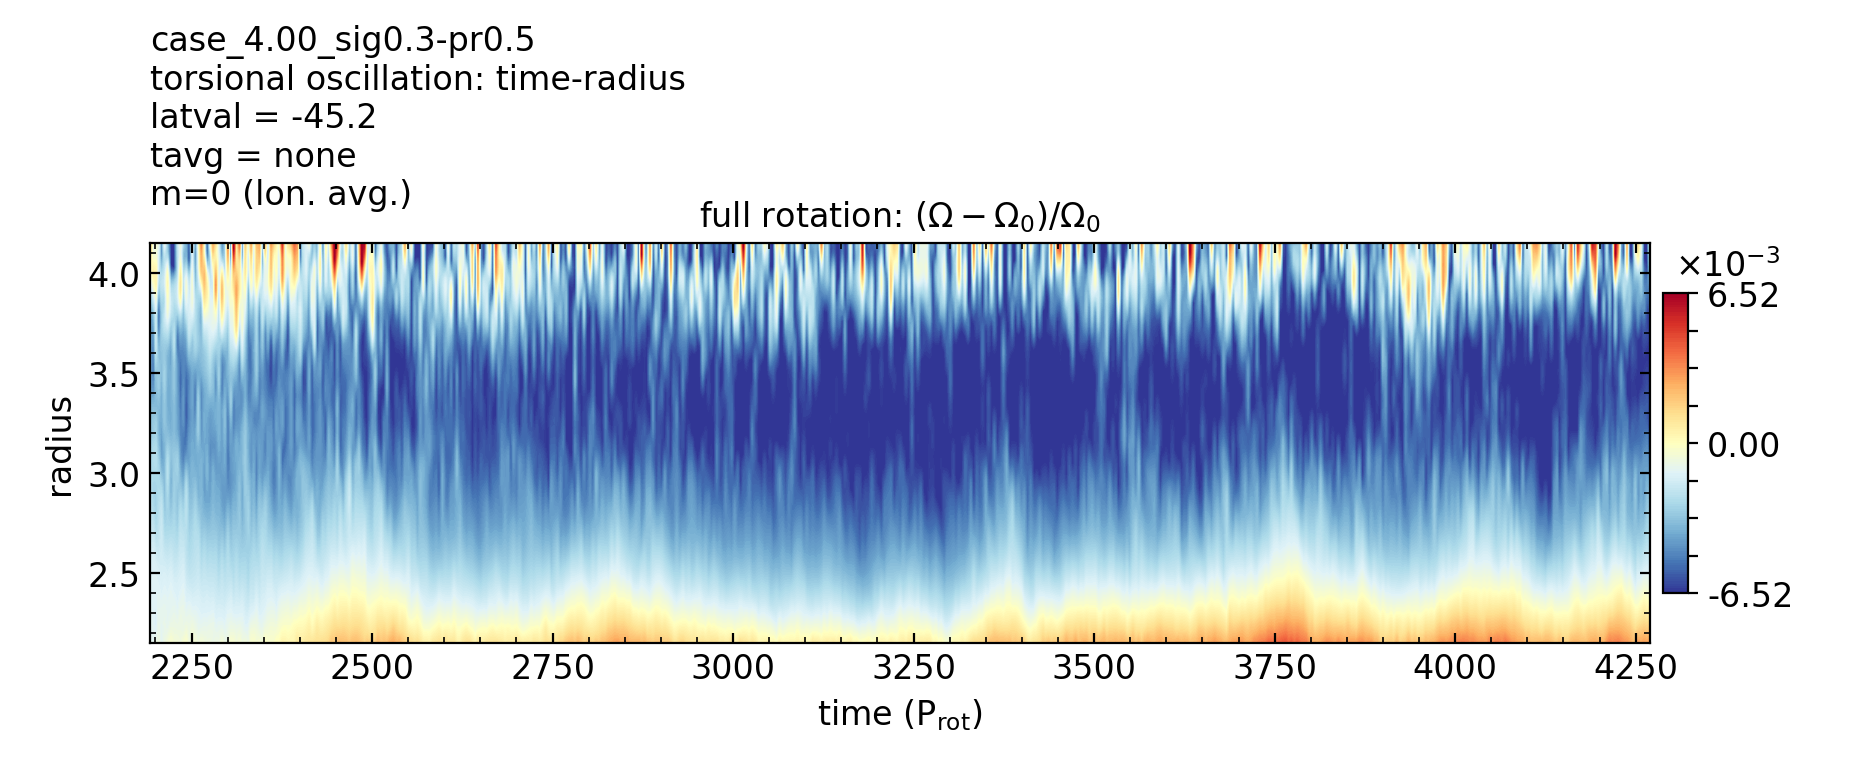 case_4.00_sig0.3-pr0.5
torsional oscillation: time-radius
latval = -45.2
tavg = none
m=0 (lon. avg.)
full rotation: (Ω − Ω₀)/Ω₀
×10⁻³
6.52
0.00
-6.52
4.0
3.5
3.0
2.5
radius
2250 2500 2750 3000 3250 3500 3750 4000 4250
time (P_rot)